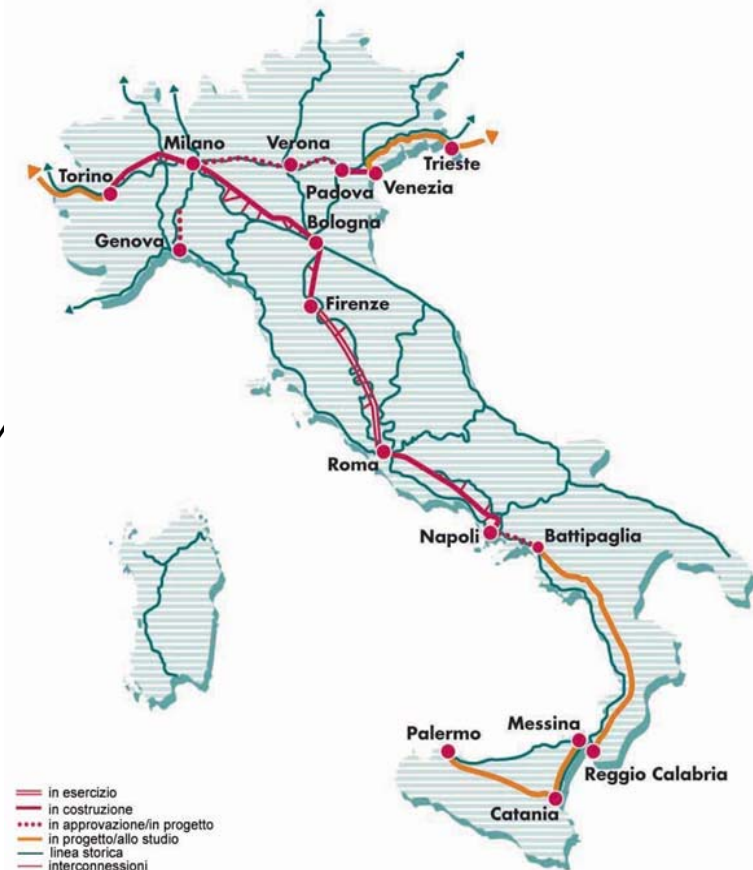 Milano
Verona
Torino
Trieste
Padova
Venezia
Bologna
Genova
Firenze
Roma
Napoli
Battipaglia
Messina
Palermo
Reggio Calabria
Catania
in esercizio
in costruzione
in approvazione/in progetto
in progetto/allo studio
linea storica
interconnessioni